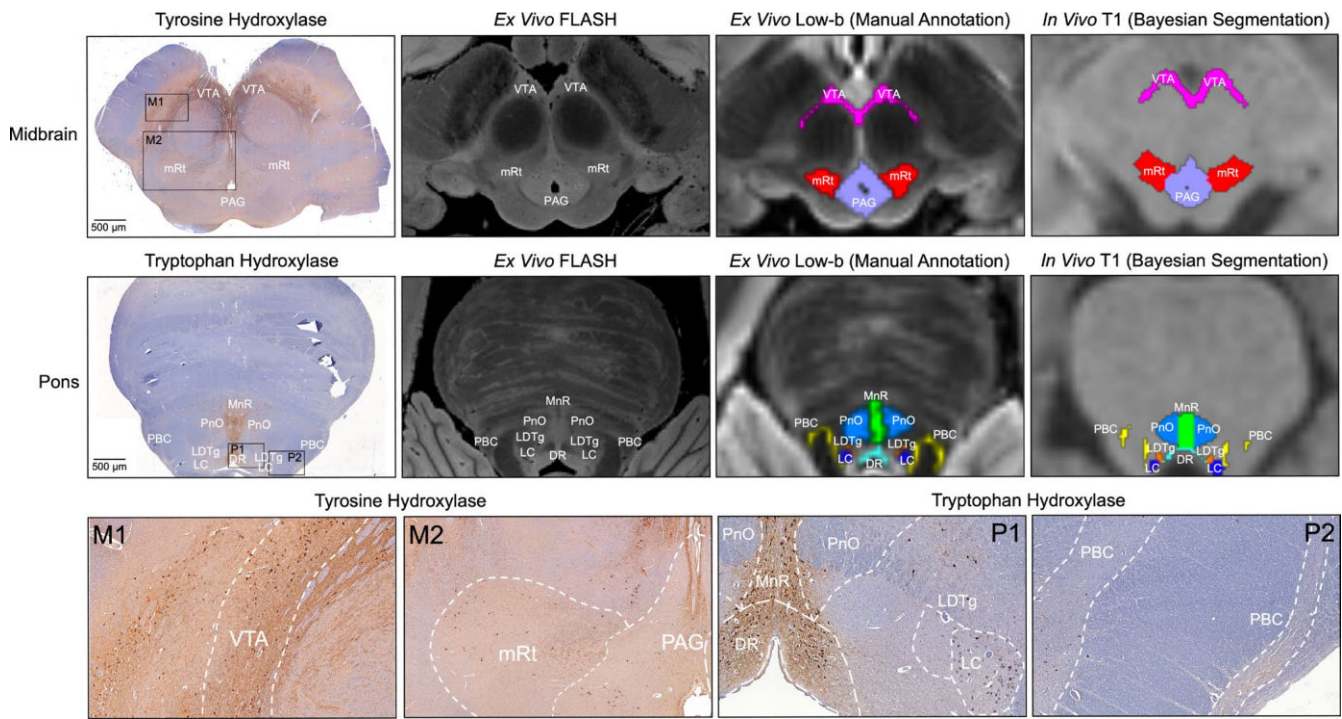 Tyrosine Hydroxylase
Ex Vivo FLASH
Ex Vivo Low-b (Manual Annotation)
In Vivo T1 (Bayesian Segmentation)
Midbrain
M1
VTA VTA
M2
mRt mRt
PAG
500 µm
VTA VTA
mRt mRt
PAG
VTA VTA
mRt mRt
PAG
VTA VTA
mRt mRt
PAG
Tryptophan Hydroxylase
Ex Vivo FLASH
Ex Vivo Low-b (Manual Annotation)
In Vivo T1 (Bayesian Segmentation)
Pons
MnR
PnO PnO
PBC PBC
P1
LDTg LDTg
DR P2
LC LC
500 µm
MnR
PnO PnO
PBC PBC
LDTg LDTg
LC DR LC
MnR
PBC PnO PnO PBC
LDTg LDTg
LC DR LC
MnR
PBC PnO PnO PBC
LDTg LDTg
LC DR LC
Tyrosine Hydroxylase
Tryptophan Hydroxylase
M1
VTA
M2
mRt
PAG
P1
PnO PnO
MnR
LDTg
DR
LC
P2
PBC
PBC